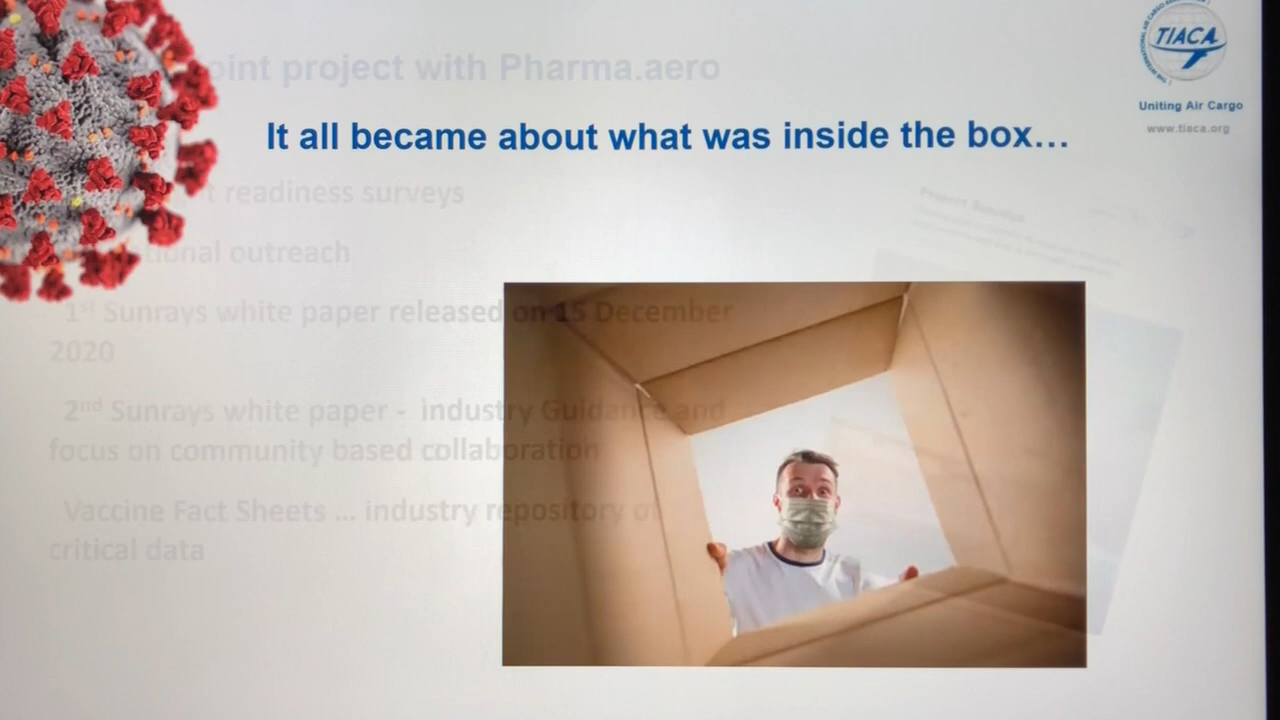 TIACA
Uniting Air Cargo
www.tiaca.org
oint project with Pharma.aero
It all became about what was inside the box…
t readiness surveys
onal outreach
1st Sunrays white paper released on 15 December
2020
2nd Sunrays white paper - industry Guidance and
focus on community based collaboration
Vaccine Fact Sheets ... industry repository of
critical data